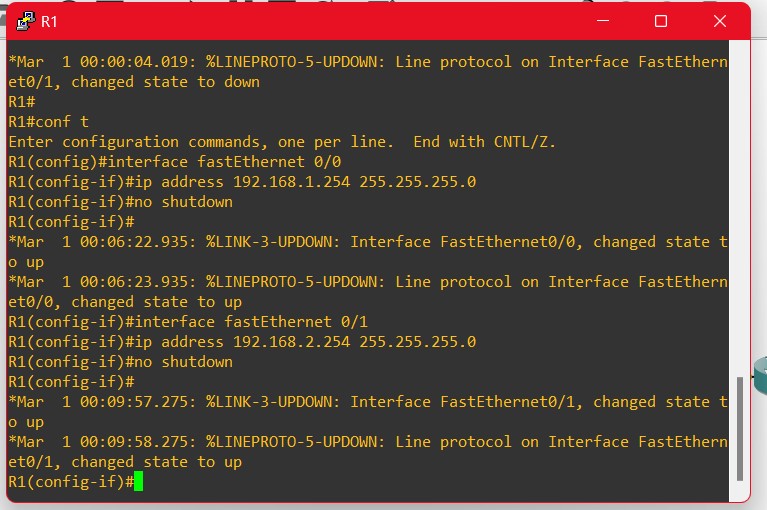 R1
*Mar  1 00:00:04.019: %LINEPROTO-5-UPDOWN: Line protocol on Interface FastEthern
et0/1, changed state to down
R1#
R1#conf t
Enter configuration commands, one per line.  End with CNTL/Z.
R1(config)#interface fastEthernet 0/0
R1(config-if)#ip address 192.168.1.254 255.255.255.0
R1(config-if)#no shutdown
R1(config-if)#
*Mar  1 00:06:22.935: %LINK-3-UPDOWN: Interface FastEthernet0/0, changed state t
o up
*Mar  1 00:06:23.935: %LINEPROTO-5-UPDOWN: Line protocol on Interface FastEthern
et0/0, changed state to up
R1(config-if)#interface fastEthernet 0/1
R1(config-if)#ip address 192.168.2.254 255.255.255.0
R1(config-if)#no shutdown
R1(config-if)#
*Mar  1 00:09:57.275: %LINK-3-UPDOWN: Interface FastEthernet0/1, changed state t
o up
*Mar  1 00:09:58.275: %LINEPROTO-5-UPDOWN: Line protocol on Interface FastEthern
et0/1, changed state to up
R1(config-if)#